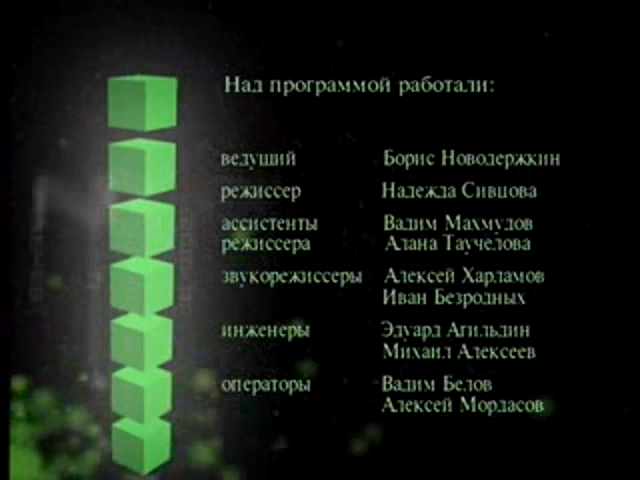 Над программой работали:
ведуший Борис Новодержкин
режиссер Надежда Сивцова
ассистенты Вадим Махмудов
режиссера Алана Таучелова
звукорежиссеры Алексей Харламов
Иван Безродных
инженеры Эдуард Агильдин
Михаил Алексеев
операторы Вадим Белов
Алексей Мордасов